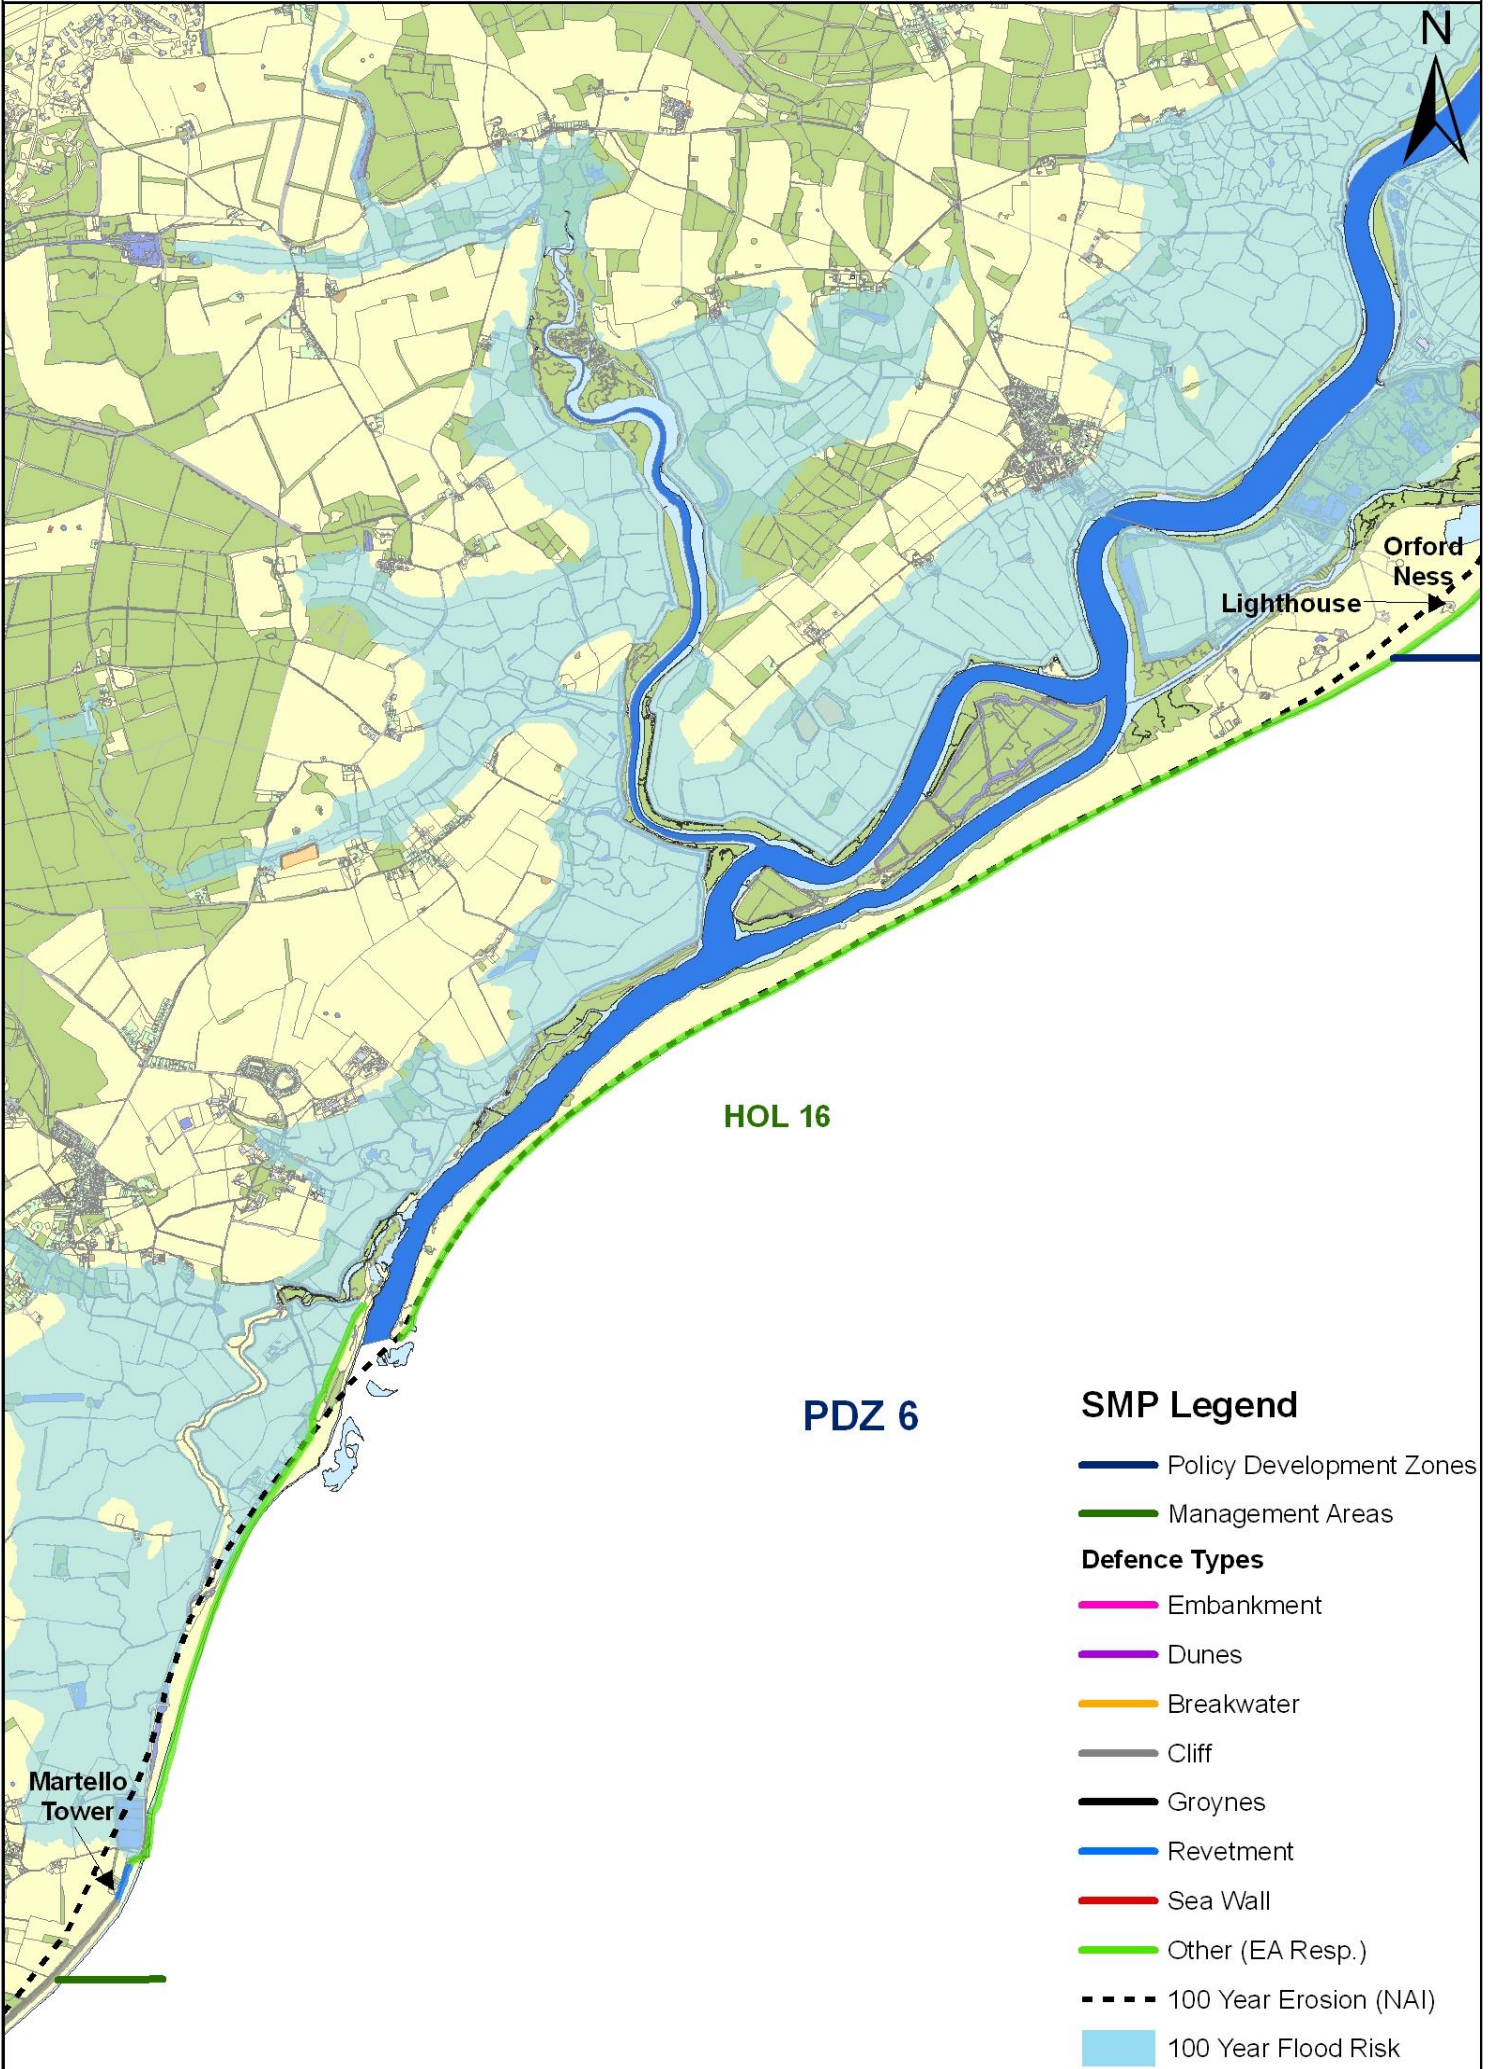 N
Orford
Ness
Lighthouse
HOL 16
PDZ 6
Martello
Tower
SMP Legend
Policy Development Zones
Management Areas
Defence Types
Embankment
Dunes
Breakwater
Cliff
Groynes
Revetment
Sea Wall
Other (EA Resp.)
100 Year Erosion (NAI)
100 Year Flood Risk